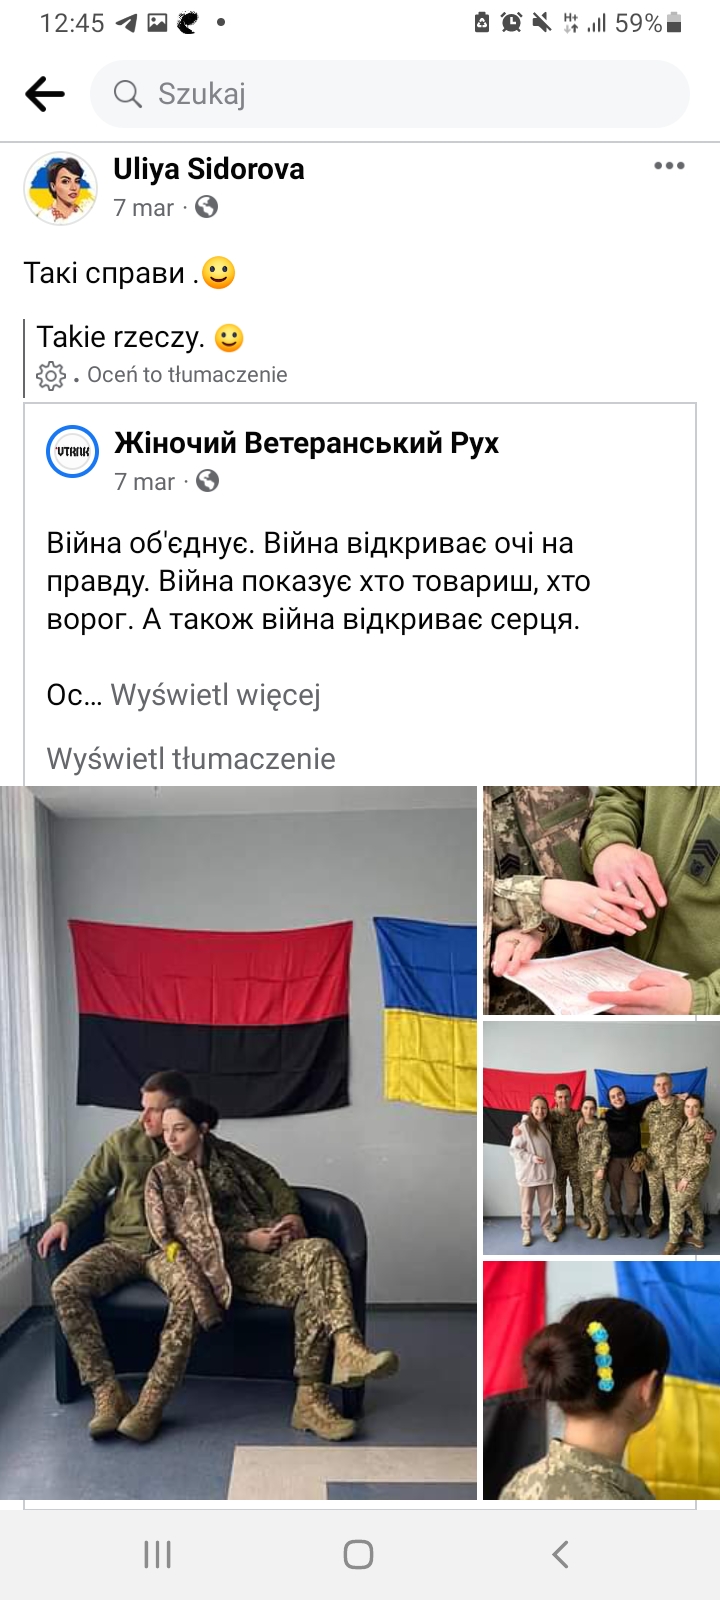 12:45
59%
Szukaj
Uliya Sidorova
7 mar ·
Такі справи .🙂
Takie rzeczy. 🙂
. Oceń to tłumaczenie
Жіночий Ветеранський Рух
7 mar ·
Війна об'єднує. Війна відкриває очі на
правду. Війна показує хто товариш, хто
ворог. А також війна відкриває серця.
Ос... Wyświetl więcej
Wyświetl tłumaczenie